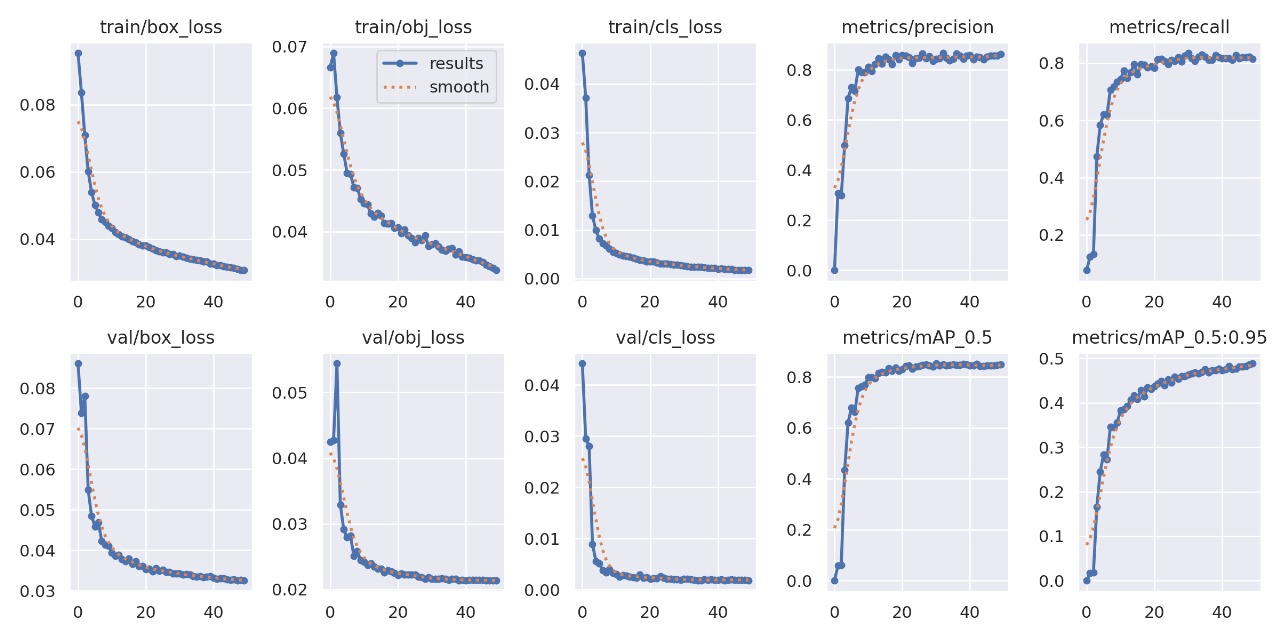 train/box_loss
0.08
0.06
0.04
0 20 40
train/obj_loss
0.07
0.06
0.05
0.04
results
smooth
0 20 40
train/cls_loss
0.04
0.03
0.02
0.01
0.00
0 20 40
metrics/precision
0.8
0.6
0.4
0.2
0.0
0 20 40
metrics/recall
0.8
0.6
0.4
0.2
0 20 40
val/box_loss
0.08
0.07
0.06
0.05
0.04
0.03
0 20 40
val/obj_loss
0.05
0.04
0.03
0.02
0 20 40
val/cls_loss
0.04
0.03
0.02
0.01
0.00
0 20 40
metrics/mAP_0.5
0.8
0.6
0.4
0.2
0.0
0 20 40
metrics/mAP_0.5:0.95
0.5
0.4
0.3
0.2
0.1
0.0
0 20 40